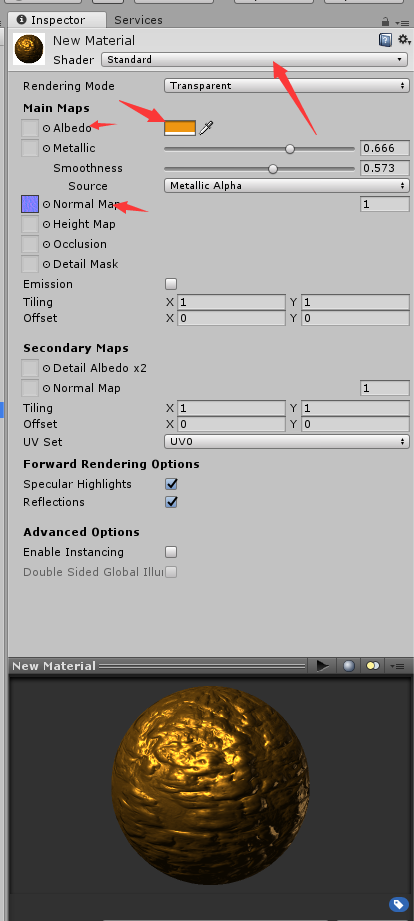 Inspector Services
New Material
Shader Standard
Rendering Mode Transparent
Main Maps
Albedo
Metallic 0.666
Smoothness 0.573
Source Metallic Alpha
Normal Map 1
Height Map
Occlusion
Detail Mask
Emission
Tiling X 1 Y 1
Offset X 0 Y 0
Secondary Maps
Detail Albedo x2
Normal Map 1
Tiling X 1 Y 1
Offset X 0 Y 0
UV Set UV0
Forward Rendering Options
Specular Highlights
Reflections
Advanced Options
Enable Instancing
Double Sided Global Illu
New Material